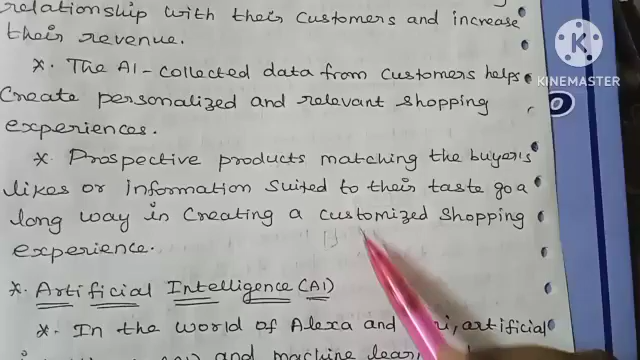 relationship with their customers and increase
their revenue.
* The AI-collected data from customers helps
create personalized and relevant shopping
experiences.
* Prospective products matching the buyer's
likes or information suited to their taste go a
long way in creating a customized shopping
experience.
* Artificial Intelligence (AI)
* In the world of Alexa and artificial
and machine
KINEMASTER